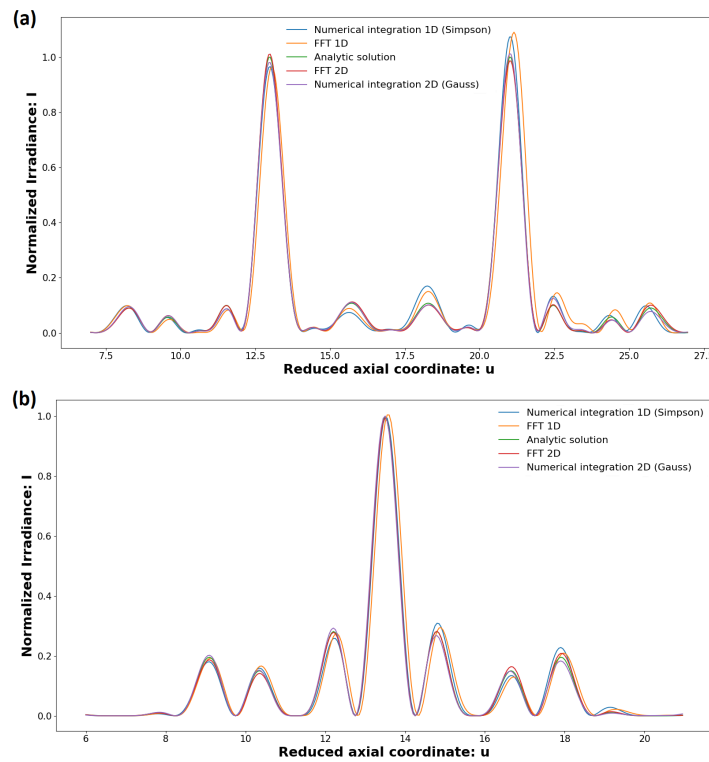 (a)
Numerical integration 1D (Simpson)
FFT 1D
Analytic solution
FFT 2D
Numerical integration 2D (Gauss)
1.0
0.8
0.6
0.4
0.2
0.0
Normalized Irradiance: I
7.5 10.0 12.5 15.0 17.5 20.0 22.5 25.0 27.
Reduced axial coordinate: u
(b)
Numerical integration 1D (Simpson)
FFT 1D
Analytic solution
FFT 2D
Numerical integration 2D (Gauss)
1.0
0.8
0.6
0.4
0.2
0.0
Normalized Irradiance: I
6 8 10 12 14 16 18 20
Reduced axial coordinate: u